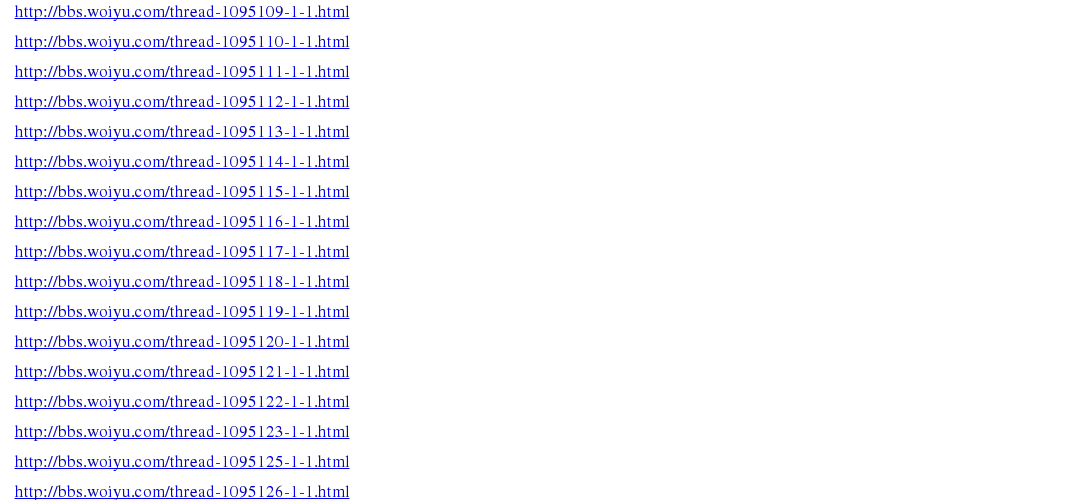 http://bbs.woiyu.com/thread-1095109-1-1.html
http://bbs.woiyu.com/thread-1095110-1-1.html
http://bbs.woiyu.com/thread-1095111-1-1.html
http://bbs.woiyu.com/thread-1095112-1-1.html
http://bbs.woiyu.com/thread-1095113-1-1.html
http://bbs.woiyu.com/thread-1095114-1-1.html
http://bbs.woiyu.com/thread-1095115-1-1.html
http://bbs.woiyu.com/thread-1095116-1-1.html
http://bbs.woiyu.com/thread-1095117-1-1.html
http://bbs.woiyu.com/thread-1095118-1-1.html
http://bbs.woiyu.com/thread-1095119-1-1.html
http://bbs.woiyu.com/thread-1095120-1-1.html
http://bbs.woiyu.com/thread-1095121-1-1.html
http://bbs.woiyu.com/thread-1095122-1-1.html
http://bbs.woiyu.com/thread-1095123-1-1.html
http://bbs.woiyu.com/thread-1095125-1-1.html
http://bbs.woiyu.com/thread-1095126-1-1.html